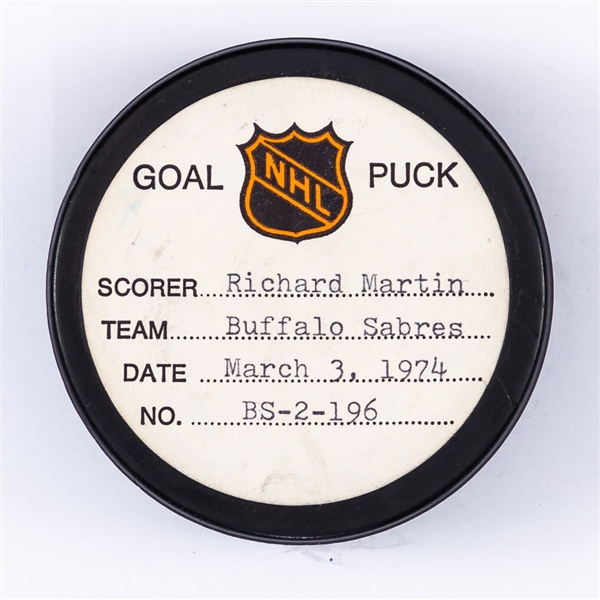 GOAL NHL PUCK
SCORER Richard Martin
TEAM Buffalo Sabres
DATE March 3, 1974
NO. BS-2-196